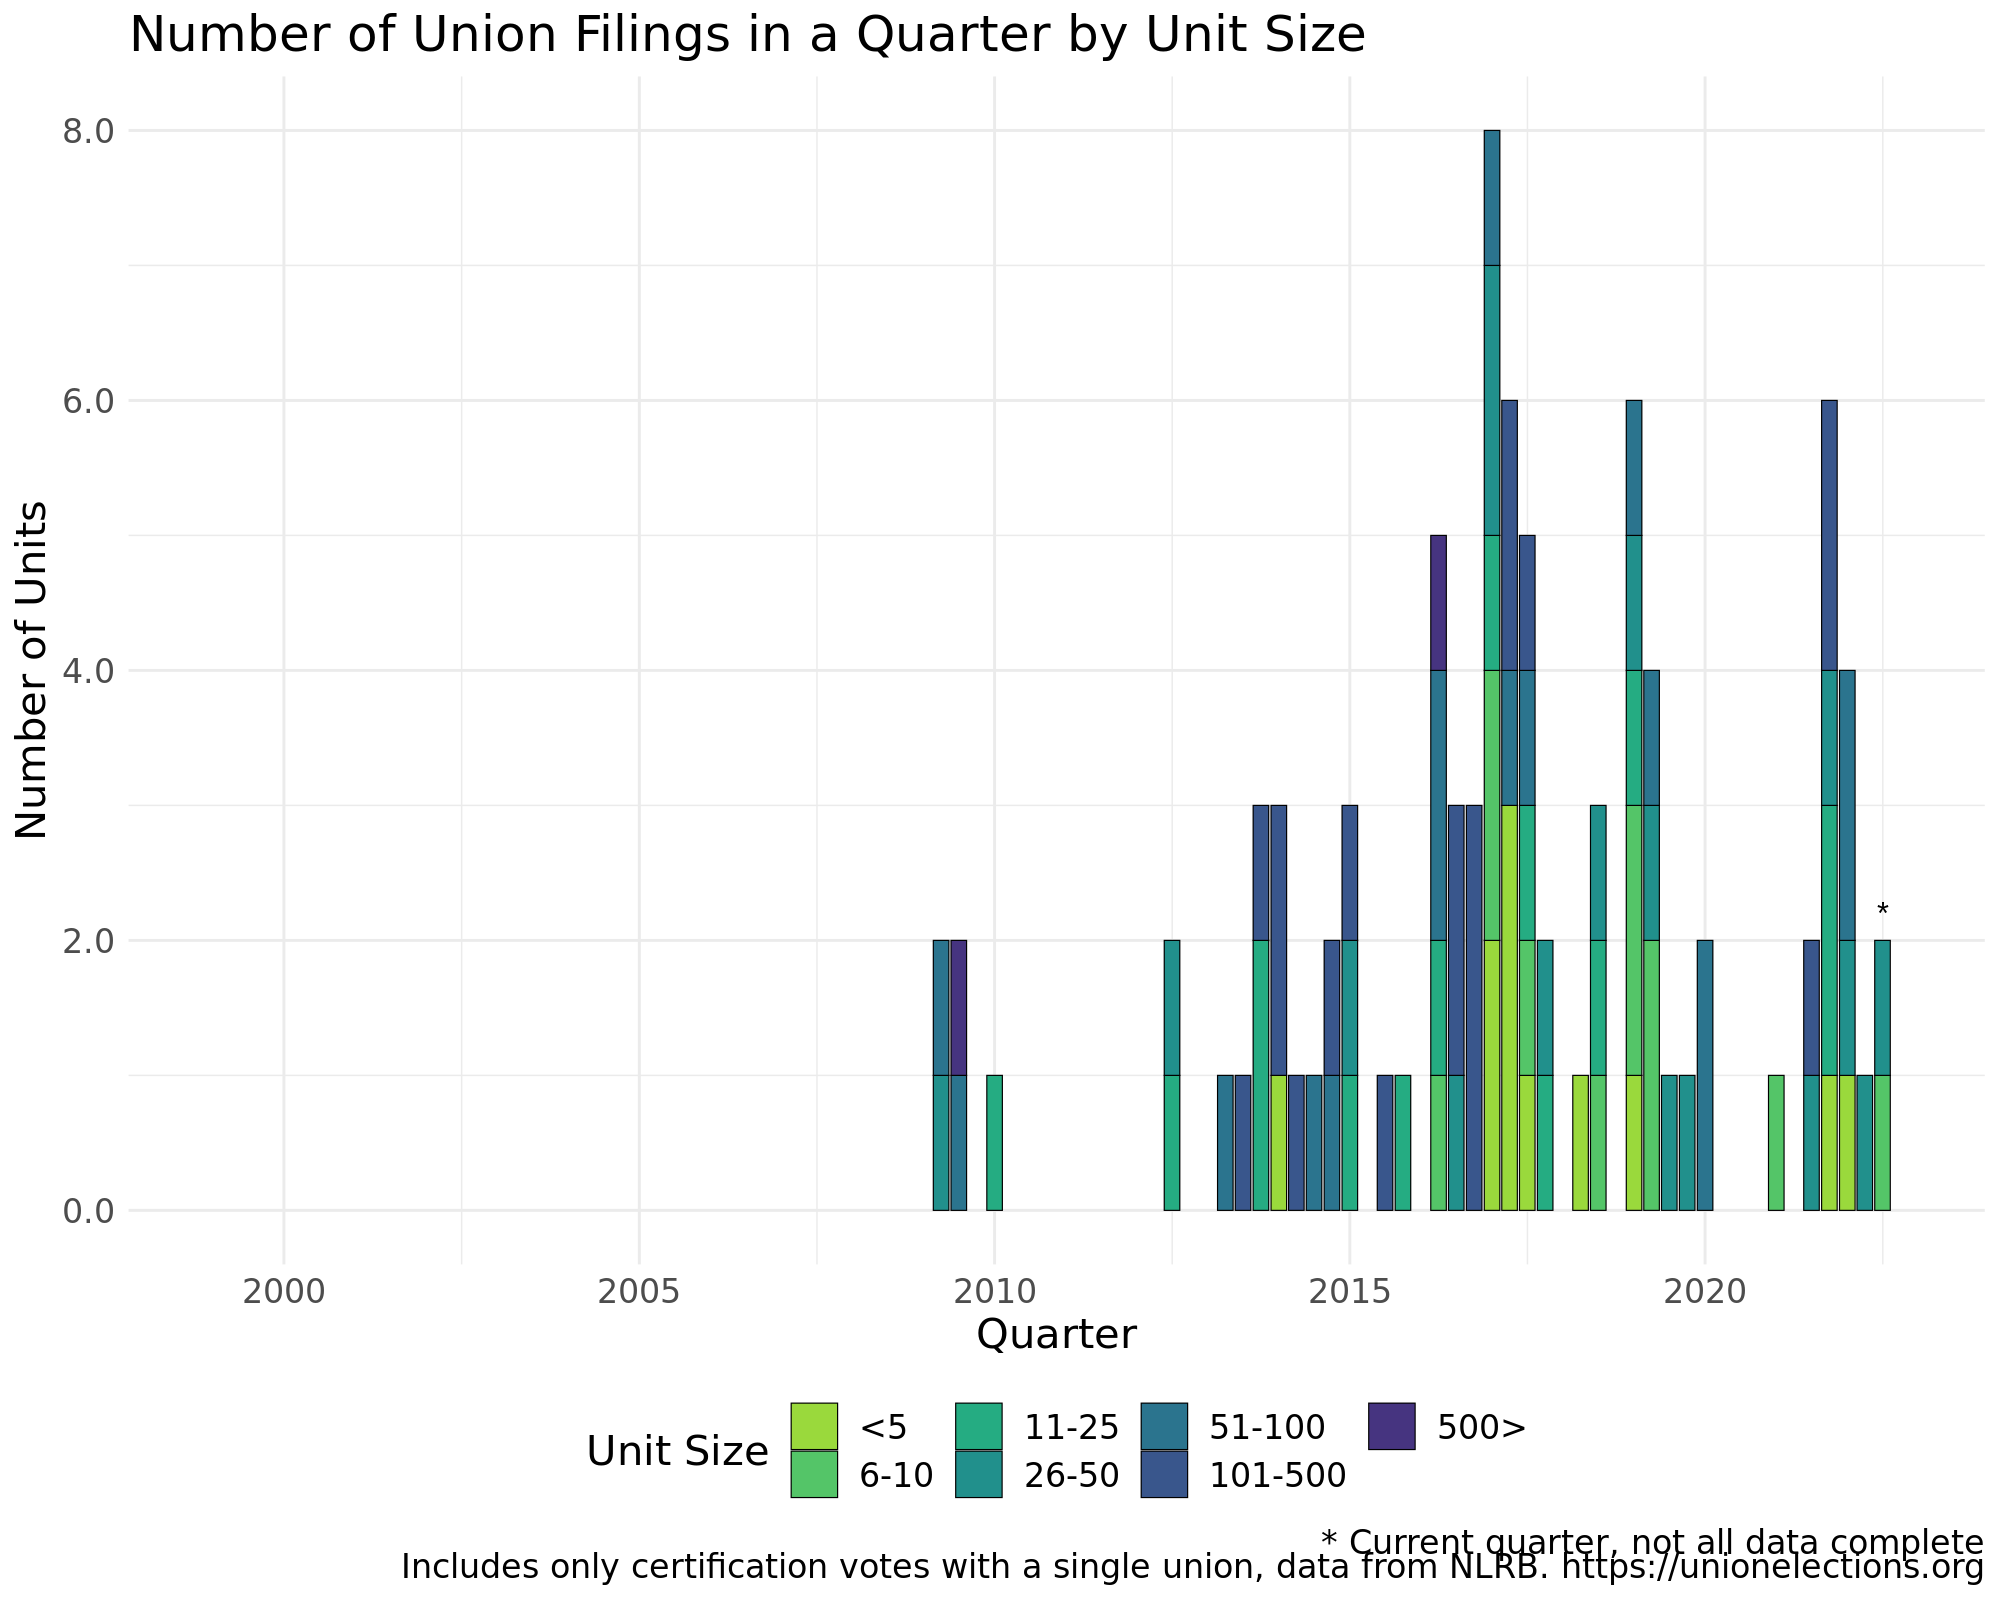 Number of Union Filings in a Quarter by Unit Size
8.0
6.0
4.0
2.0
0.0
Number of Units
*
2000 2005 2010 2015 2020
Quarter
Unit Size
<5 11-25 51-100 500>
6-10 26-50 101-500
* Current quarter, not all data complete
Includes only certification votes with a single union, data from NLRB. https://unionelections.org